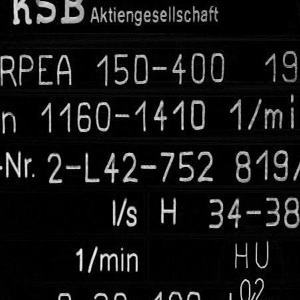 KSB Aktiengesellschaft
RPEA 150-400 19
n 1160-1410 1/mi
-Nr. 2-L42-752 819/
l/s H 34-38
1/min HU